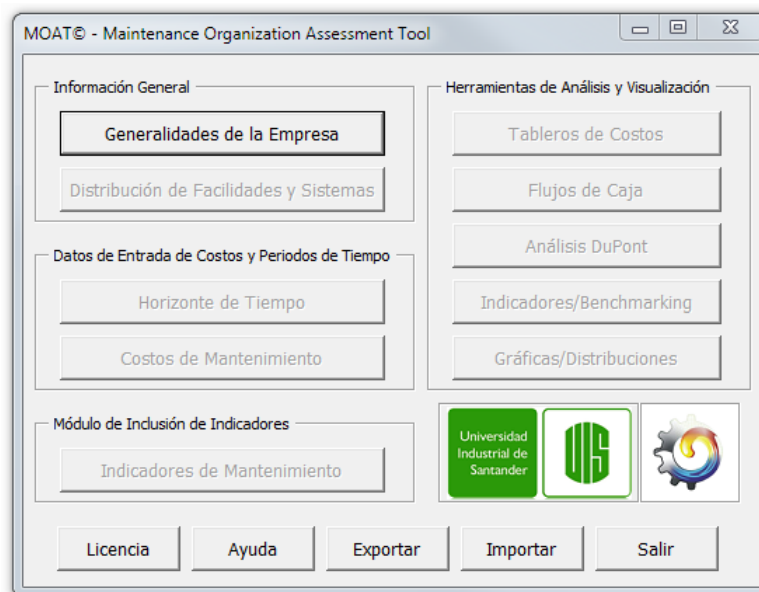 MOAT© - Maintenance Organization Assessment Tool
Información General
Generalidades de la Empresa
Distribución de Facilidades y Sistemas
Datos de Entrada de Costos y Periodos de Tiempo
Horizonte de Tiempo
Costos de Mantenimiento
Módulo de Inclusión de Indicadores
Indicadores de Mantenimiento
Herramientas de Análisis y Visualización
Tableros de Costos
Flujos de Caja
Análisis DuPont
Indicadores/Benchmarking
Gráficas/Distribuciones
Universidad
Industrial de
Santander
UIS
Licencia
Ayuda
Exportar
Importar
Salir